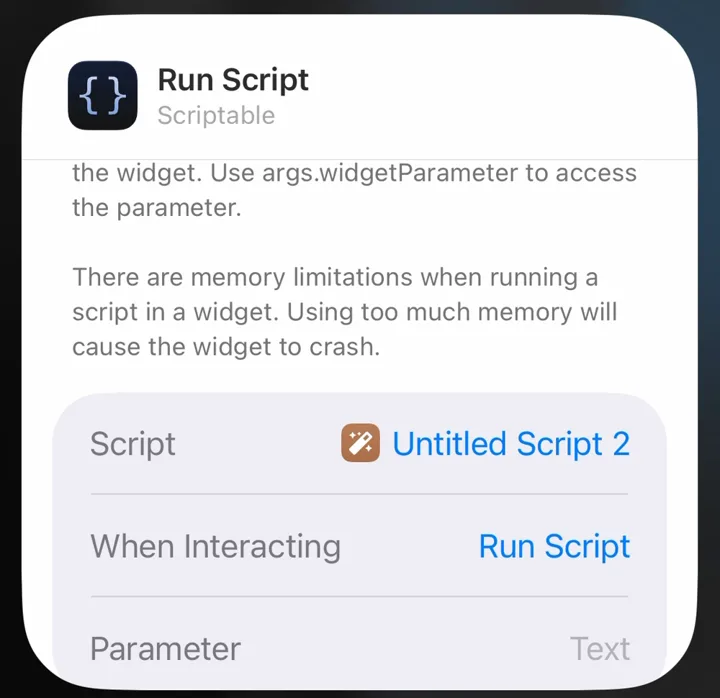 { }
Run Script
Scriptable
the widget. Use args.widgetParameter to access
the parameter.
There are memory limitations when running a
script in a widget. Using too much memory will
cause the widget to crash.
Script Untitled Script 2
When Interacting Run Script
Parameter Text